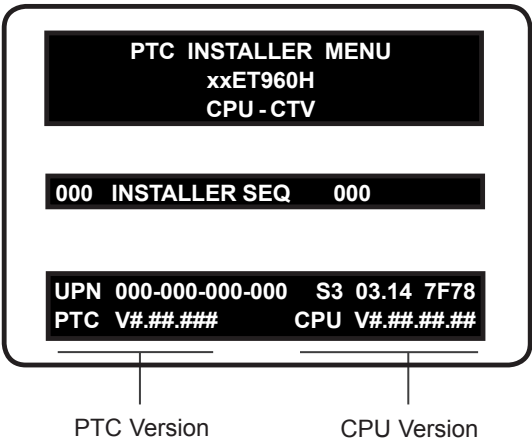 PTC INSTALLER MENU
xxET960H
CPU - CTV
000 INSTALLER SEQ 000
UPN 000-000-000-000 S3 03.14 7F78
PTC V#.##.### CPU V#.##.##.##
PTC Version CPU Version